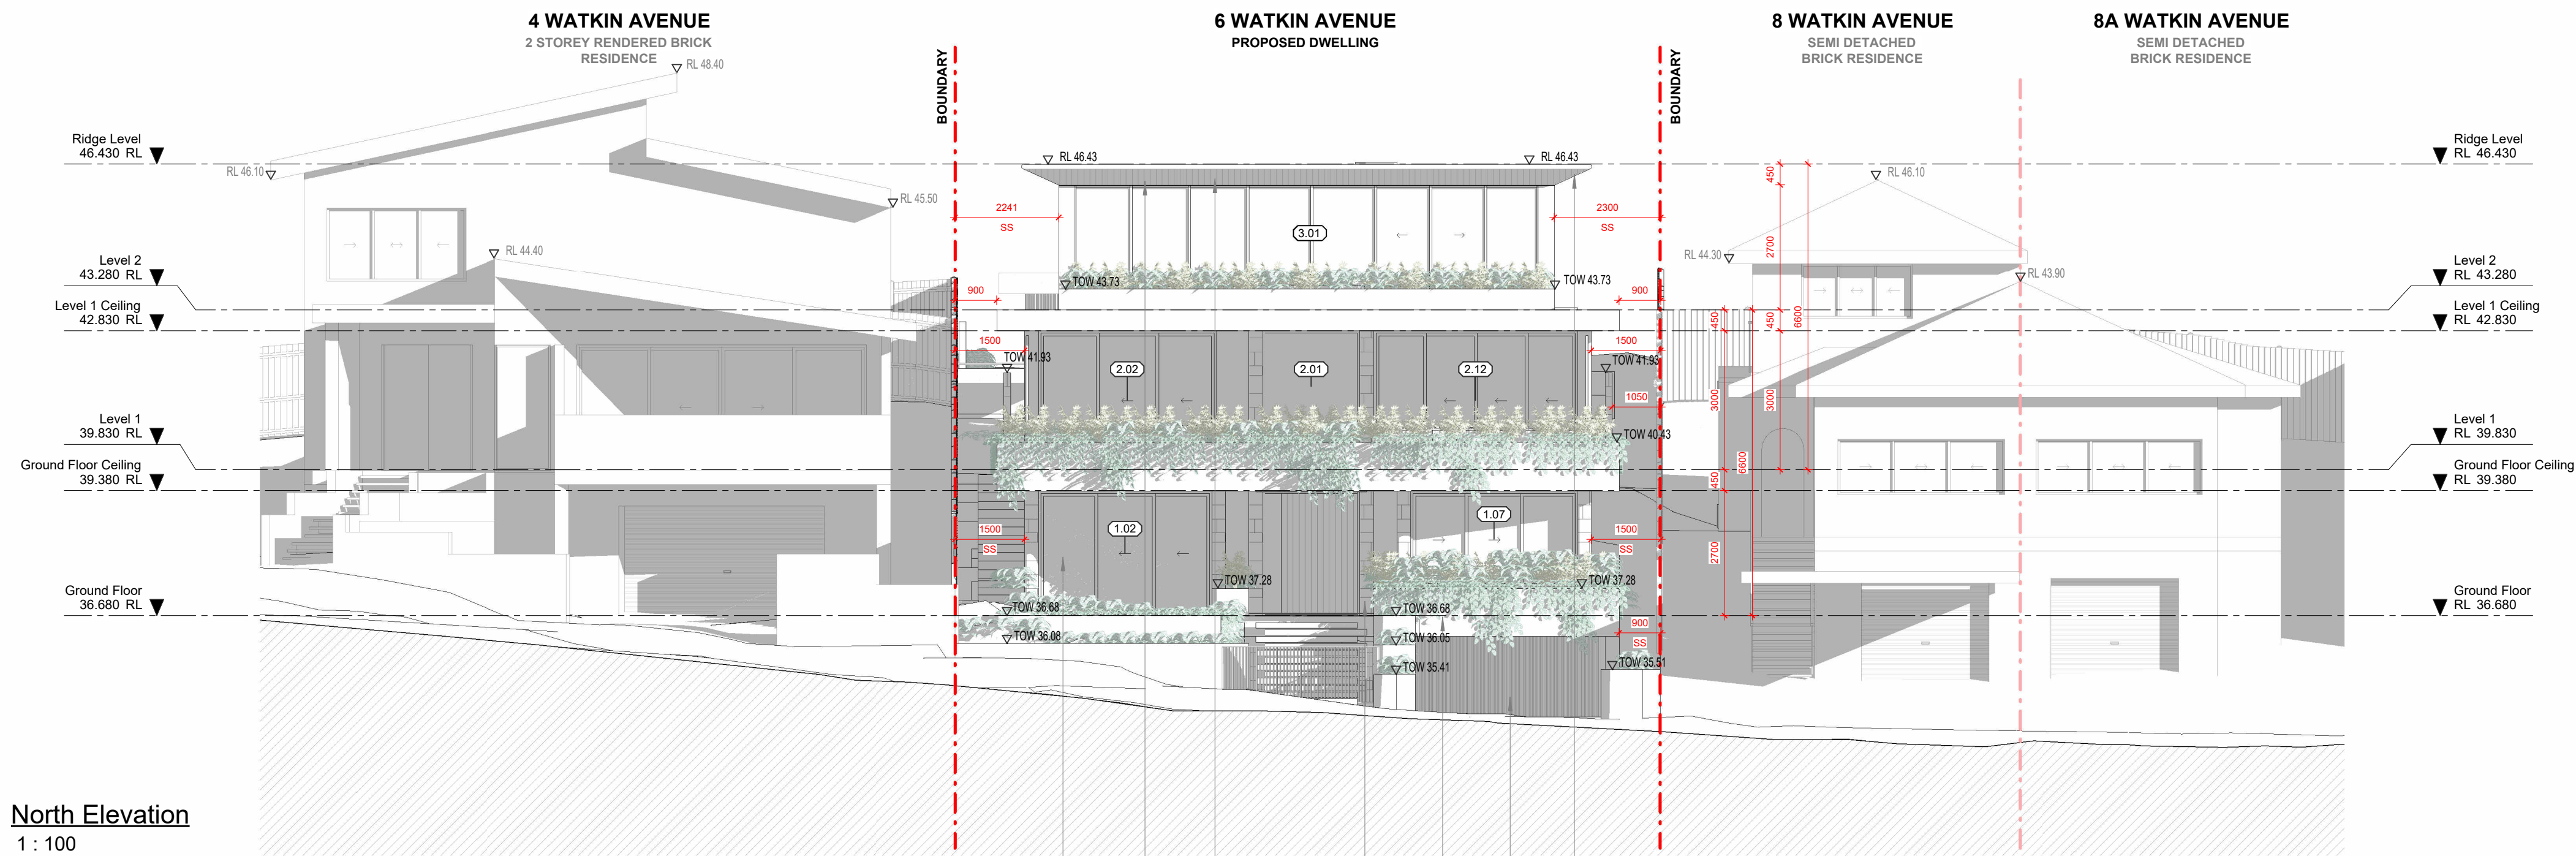 4 WATKIN AVENUE
2 STOREY RENDERED BRICK
RESIDENCE
6 WATKIN AVENUE
PROPOSED DWELLING
8 WATKIN AVENUE
SEMI DETACHED
BRICK RESIDENCE
8A WATKIN AVENUE
SEMI DETACHED
BRICK RESIDENCE
BOUNDARY
BOUNDARY
Ridge Level
46.430 RL
Level 2
43.280 RL
Level 1 Ceiling
42.830 RL
Level 1
39.830 RL
Ground Floor Ceiling
39.380 RL
Ground Floor
36.680 RL
RL 48.40
RL 46.10
RL 45.50
RL 44.40
RL 46.43
RL 46.43
2241
SS
3.01
2300
SS
TOW 43.73
TOW 43.73
900
900
1500
1500
TOW 41.93
TOW 41.93
2.02
2.01
2.12
1050
TOW 40.43
1500
SS
1.02
1.07
1500
SS
TOW 37.28
TOW 37.28
TOW 36.68
TOW 36.68
TOW 36.08
TOW 36.05
900
SS
TOW 35.41
TOW 35.51
450
2700
450
6600
3000
450
3000
6600
450
2700
RL 46.10
RL 44.30
RL 43.90
Ridge Level
RL 46.430
Level 2
RL 43.280
Level 1 Ceiling
RL 42.830
Level 1
RL 39.830
Ground Floor Ceiling
RL 39.380
Ground Floor
RL 36.680
North Elevation
1 : 100